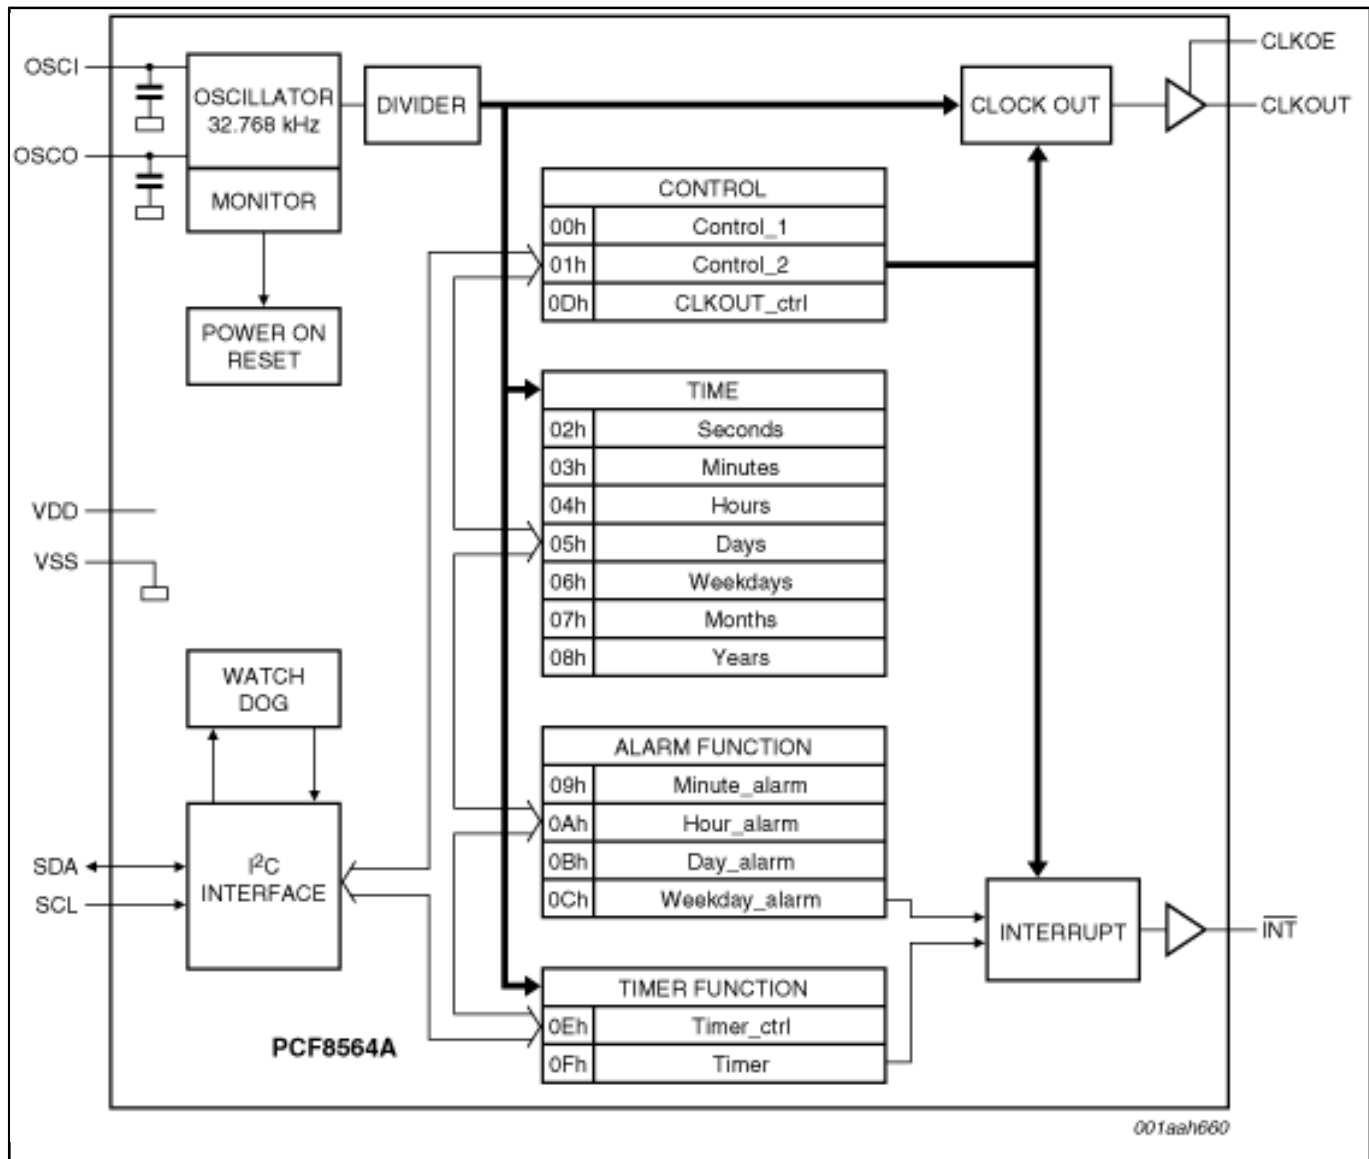 OSCI
OSCO
OSCILLATOR
32.768 kHz
MONITOR
DIVIDER
CLOCK OUT
CLKOE
CLKOUT
POWER ON
RESET
CONTROL
00h Control_1
01h Control_2
0Dh CLKOUT_ctrl
TIME
02h Seconds
03h Minutes
04h Hours
05h Days
06h Weekdays
07h Months
08h Years
VDD
VSS
WATCH
DOG
ALARM FUNCTION
09h Minute_alarm
0Ah Hour_alarm
0Bh Day_alarm
0Ch Weekday_alarm
SDA
SCL
I²C
INTERFACE
INTERRUPT
I̅N̅T̅
TIMER FUNCTION
0Eh Timer_ctrl
0Fh Timer
PCF8564A
001aah660